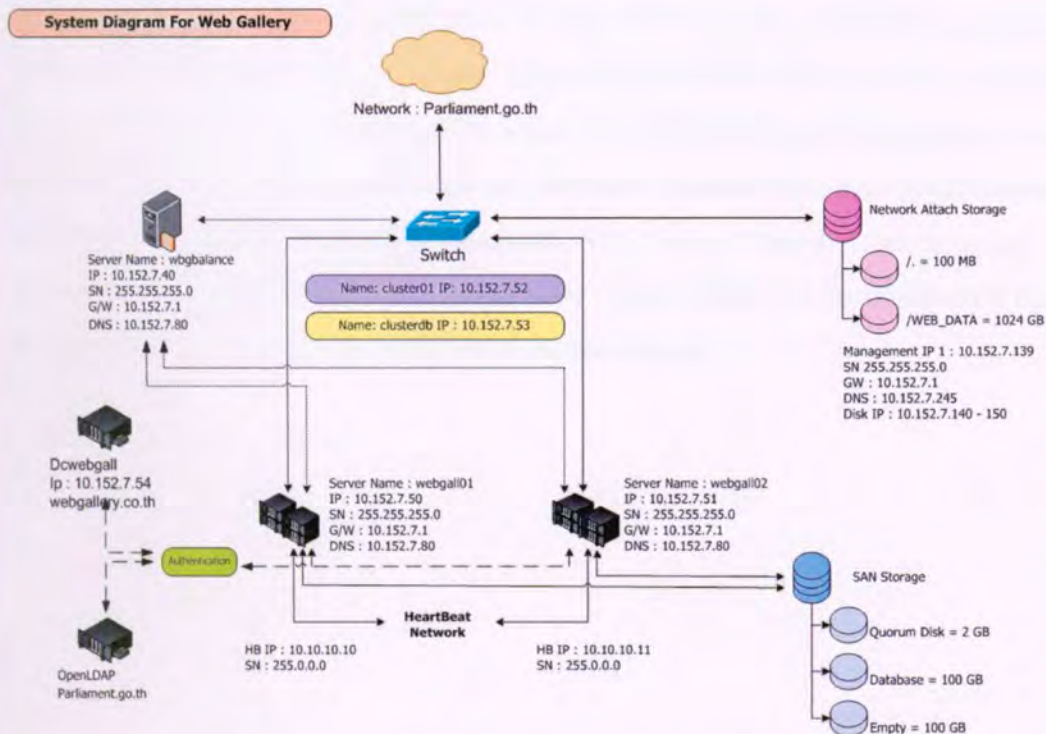 System Diagram For Web Gallery
Network : Parliament.go.th
Switch
Name: cluster01 IP: 10.152.7.52
Name: clusterdb IP : 10.152.7.53
Server Name : wbgbalance
IP : 10.152.7.40
SN : 255.255.255.0
G/W : 10.152.7.1
DNS : 10.152.7.80
Network Attach Storage
/. = 100 MB
/WEB_DATA = 1024 GB
Management IP 1 : 10.152.7.139
SN 255.255.255.0
GW : 10.152.7.1
DNS : 10.152.7.245
Disk IP : 10.152.7.140 - 150
Dcwebgall
Ip : 10.152.7.54
webgallery.co.th
Server Name : webgall01
IP : 10.152.7.50
SN : 255.255.255.0
G/W : 10.152.7.1
DNS : 10.152.7.80
Server Name : webgall02
IP : 10.152.7.51
SN : 255.255.255.0
G/W : 10.152.7.1
DNS : 10.152.7.80
Authentication
OpenLDAP
Parliament.go.th
HeartBeat
Network
HB IP : 10.10.10.10
SN : 255.0.0.0
HB IP : 10.10.10.11
SN : 255.0.0.0
SAN Storage
Quorum Disk = 2 GB
Database = 100 GB
Empty = 100 GB